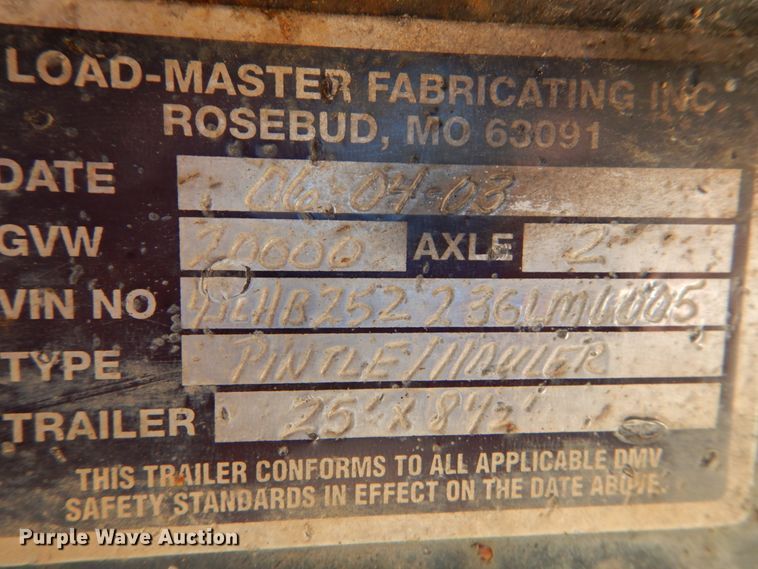 LOAD-MASTER FABRICATING INC.
ROSEBUD, MO 63091
DATE 06-04-03
GVW 20000 AXLE 2
VIN NO
TYPE PINTLE/HAULER
TRAILER 25'x8½'
THIS TRAILER CONFORMS TO ALL APPLICABLE DMV
SAFETY STANDARDS IN EFFECT ON THE DATE ABOVE.
Purple Wave Auction